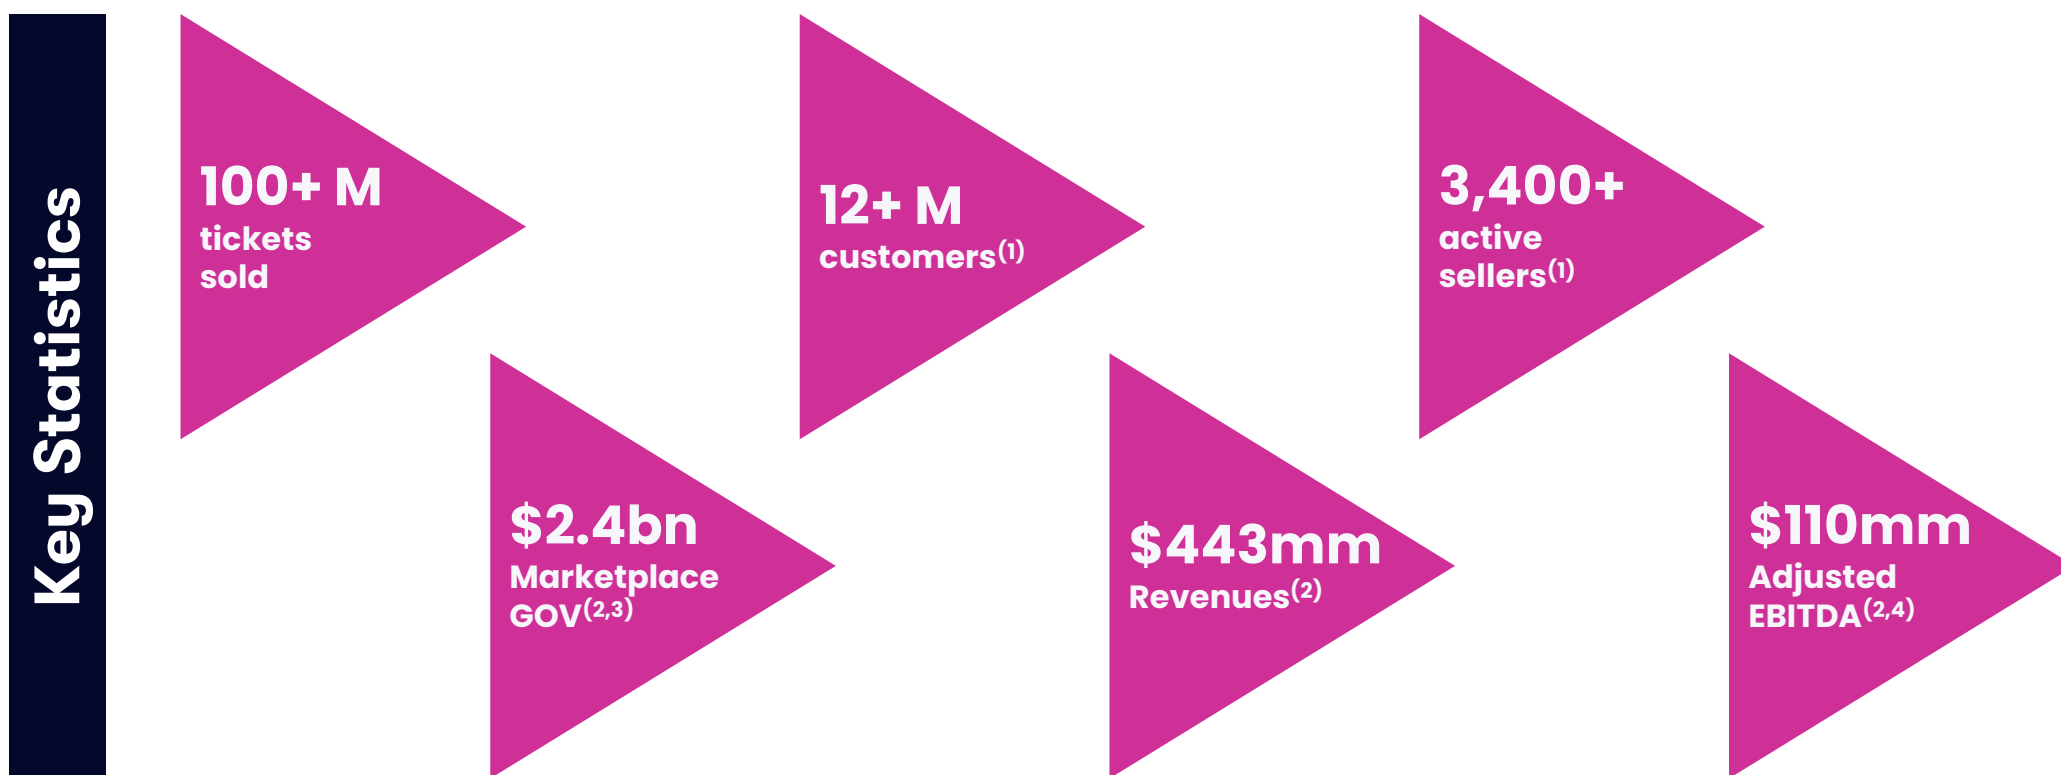 Key Statistics
100+ M
tickets
sold
$2.4bn
Marketplace
GOV(2,3)
12+ M
customers(1)
$443mm
Revenues(2)
3,400+
active
sellers(1)
$110mm
Adjusted
EBITDA(2,4)